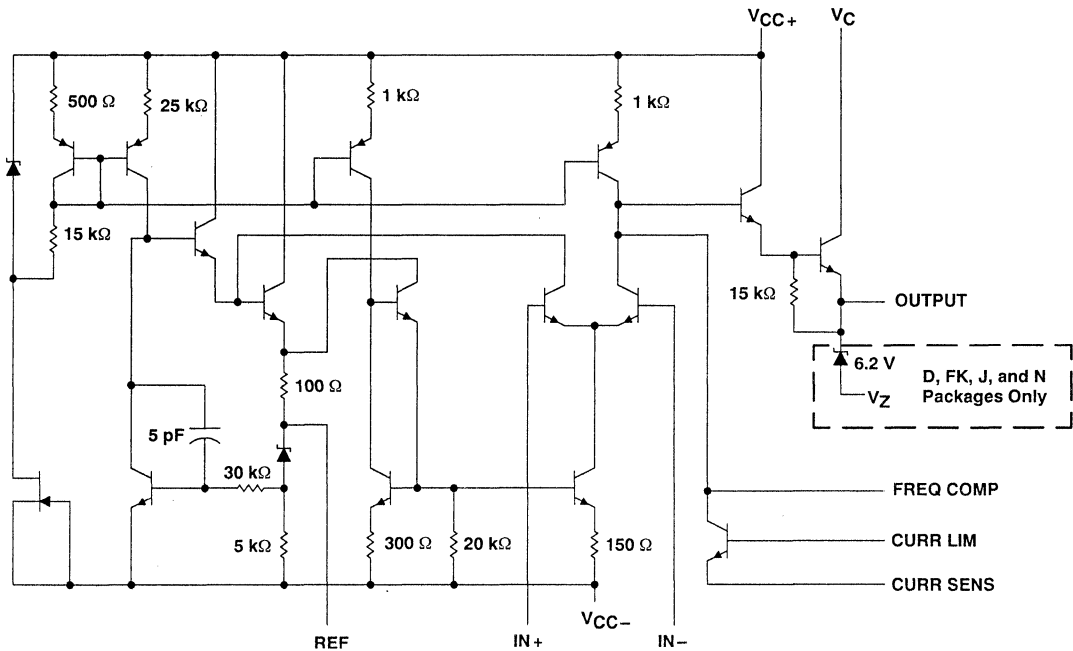 VCC+
VC
500 Ω
25 kΩ
1 kΩ
1 kΩ
15 kΩ
15 kΩ
OUTPUT
6.2 V
D, FK, J, and N
Packages Only
VZ
100 Ω
5 pF
30 kΩ
FREQ COMP
5 kΩ
300 Ω
20 kΩ
150 Ω
CURR LIM
CURR SENS
VCC−
REF
IN+
IN−